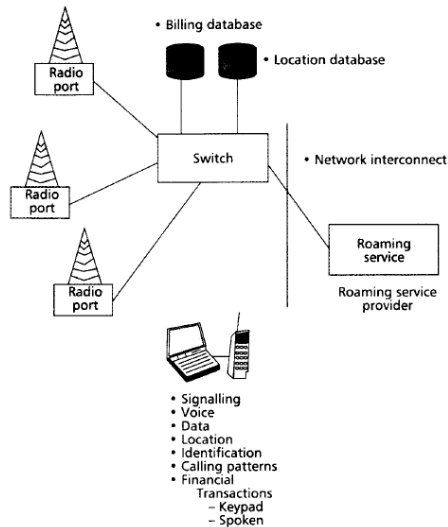 • Billing database
• Location database
Radio
port
Switch
• Network interconnect
Radio
port
Roaming
service
Radio
port
Roaming service
provider
• Signalling
• Voice
• Data
• Location
• Identification
• Calling patterns
• Financial
Transactions
– Keypad
– Spoken